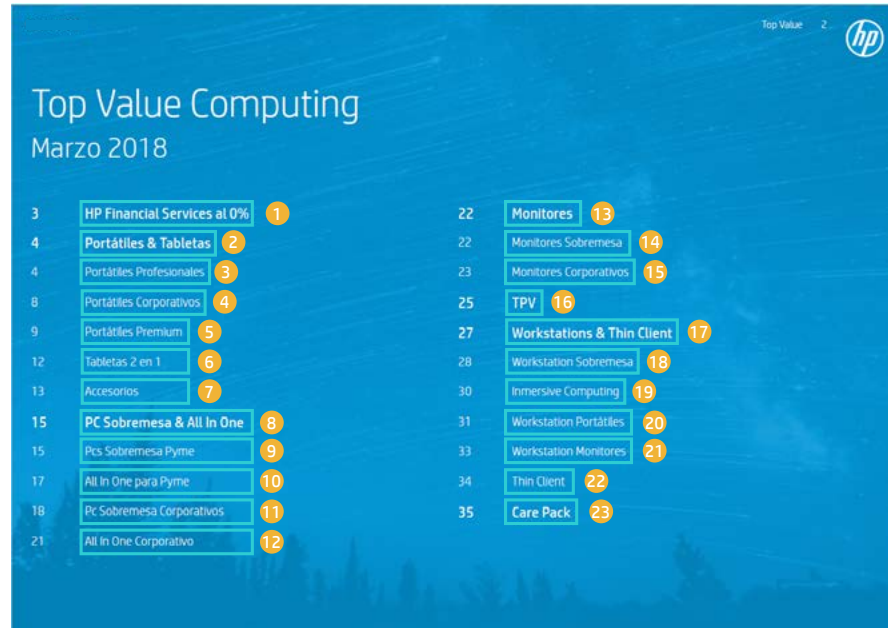 Top Value 2
hp
Top Value Computing
Marzo 2018
3 HP Financial Services al 0% 1
4 Portátiles & Tabletas 2
4 Portátiles Profesionales 3
8 Portátiles Corporativos 4
9 Portátiles Premium 5
12 Tabletas 2 en 1 6
13 Accesorios 7
15 PC Sobremesa & All In One 8
15 Pcs Sobremesa Pyme 9
17 All In One para Pyme 10
18 Pc Sobremesa Corporativos 11
21 All In One Corporativo 12
22 Monitores 13
22 Monitores Sobremesa 14
23 Monitores Corporativos 15
25 TPV 16
27 Workstations & Thin Client 17
28 Workstation Sobremesa 18
30 Inmersive Computing 19
31 Workstation Portátiles 20
33 Workstation Monitores 21
34 Thin Client 22
35 Care Pack 23